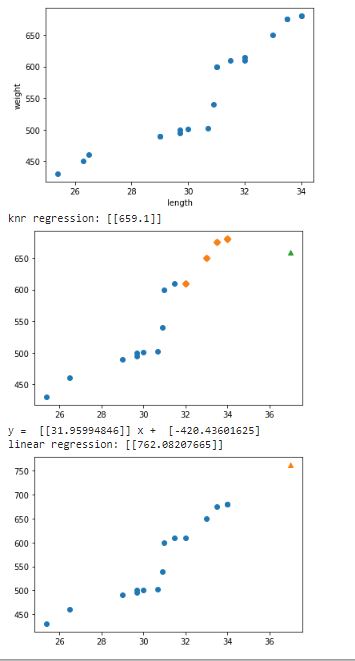 650
600
weight
550
500
450
26 28 30 32 34
length
knr regression: [[659.1]]
650
600
550
500
450
26 28 30 32 34 36
y =  [[31.95994846]] x +  [-420.43601625]
linear regression: [[762.08207665]]
750
700
650
600
550
500
450
26 28 30 32 34 36